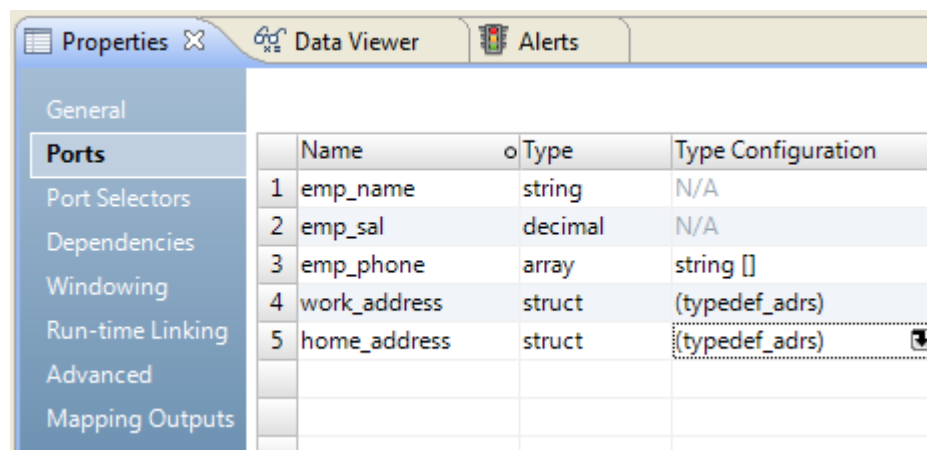 Properties Data Viewer Alerts
General
Ports
Port Selectors
Dependencies
Windowing
Run-time Linking
Advanced
Mapping Outputs
Name Type Type Configuration
1 emp_name string N/A
2 emp_sal decimal N/A
3 emp_phone array string []
4 work_address struct (typedef_adrs)
5 home_address struct (typedef_adrs)